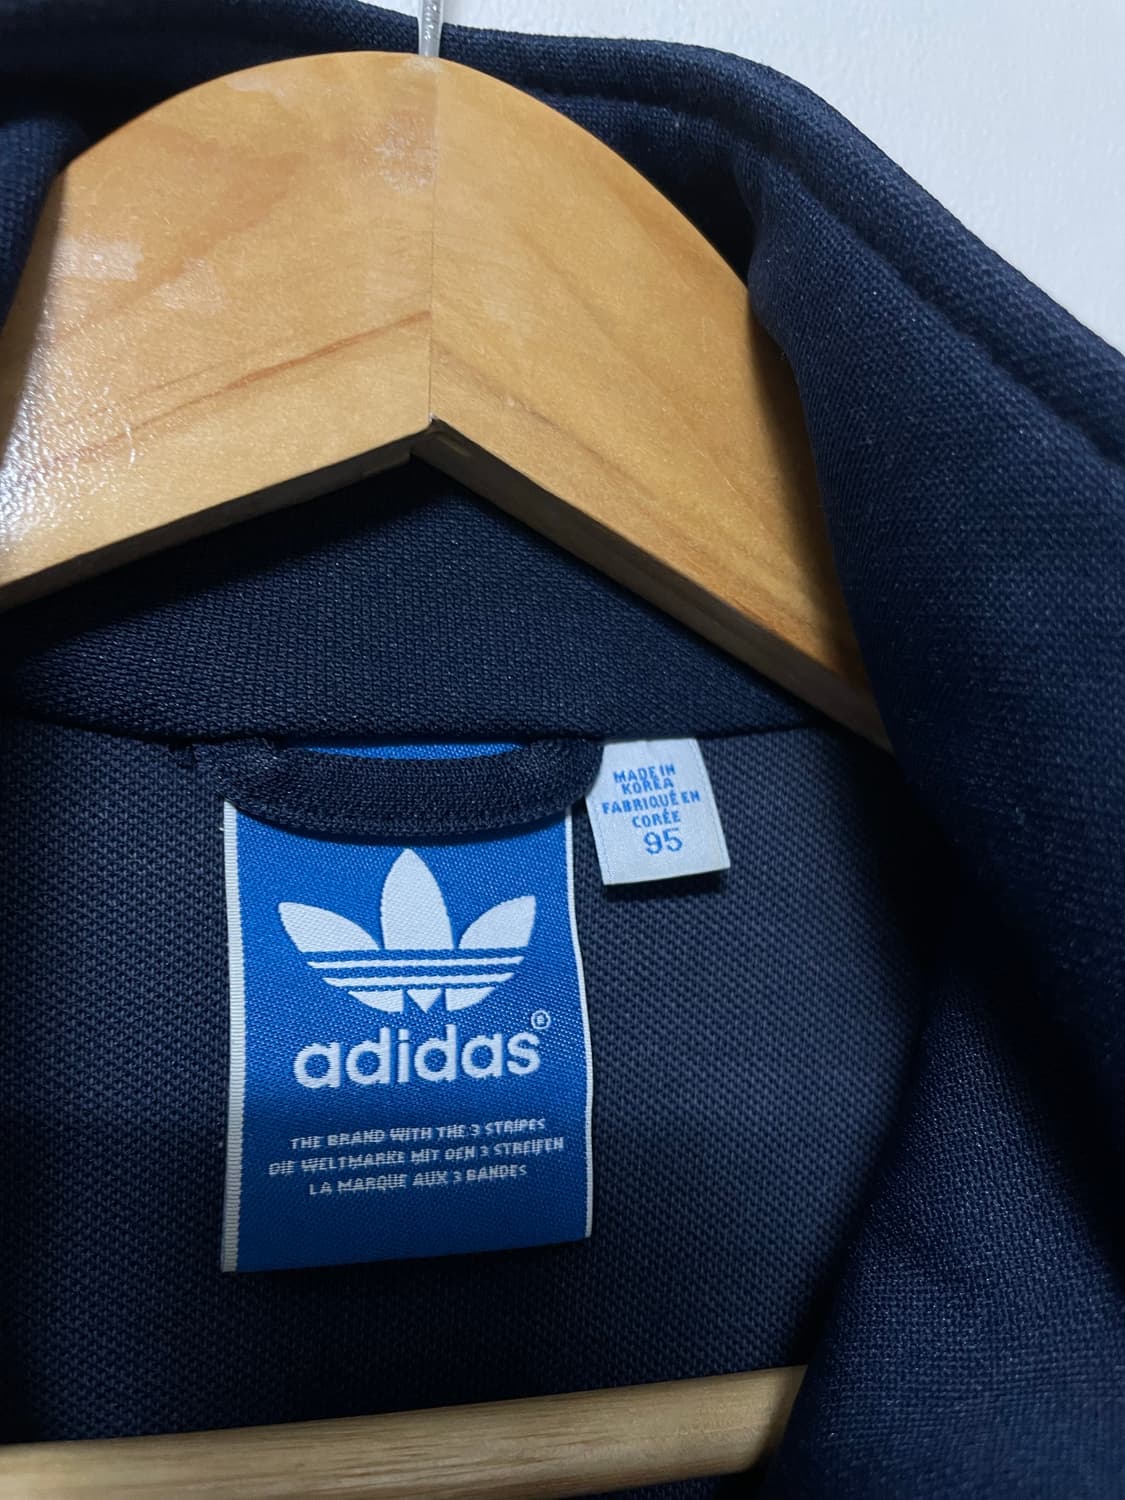 MADE IN
KOREA
FABRIQUÉ EN
CORÉE
95
adidas®
THE BRAND WITH THE 3 STRIPES
DIE WELTMARKE MIT DEN 3 STREIFEN
LA MARQUE AUX 3 BANDES